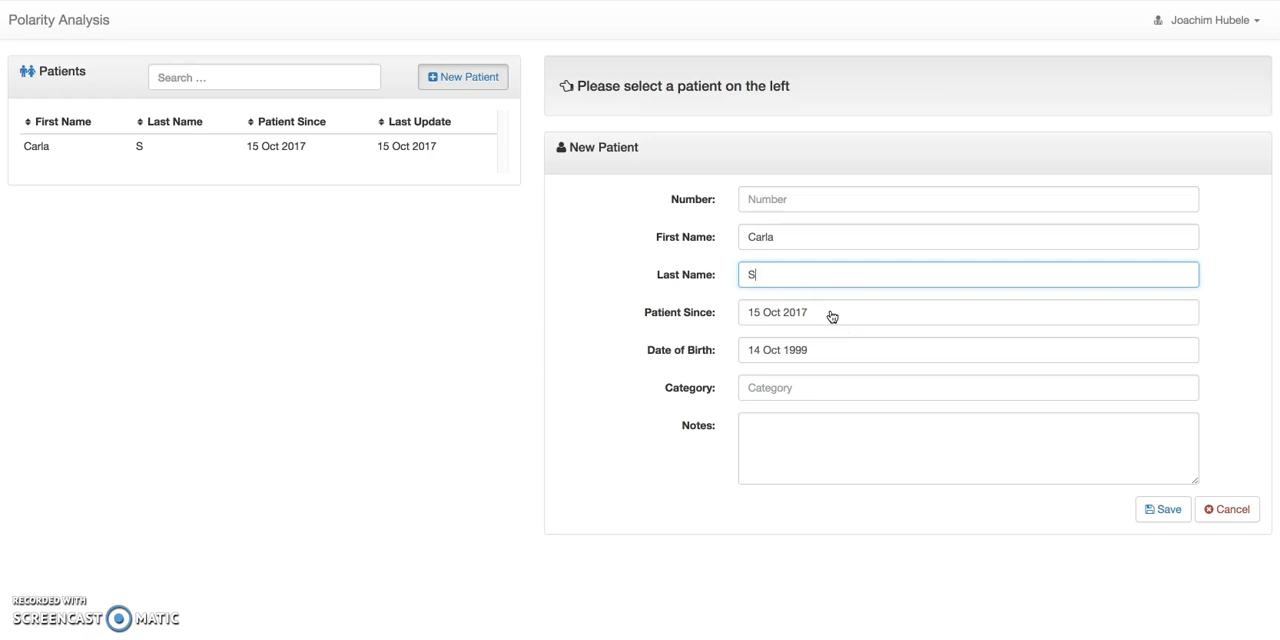 Polarity Analysis
Joachim Hubele
Patients
Search ...
New Patient
First Name Last Name Patient Since Last Update
Carla S 15 Oct 2017 15 Oct 2017
Please select a patient on the left
New Patient
Number: Number
First Name: Carla
Last Name: S
Patient Since: 15 Oct 2017
Date of Birth: 14 Oct 1999
Category: Category
Notes:
Save Cancel
RECORDED WITH
SCREENCAST MATIC